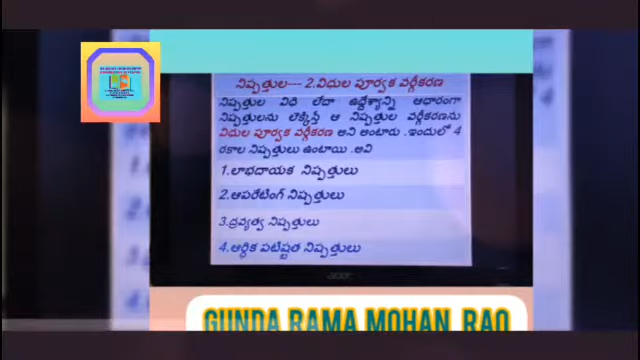 నిష్పత్తుల--- 2.విధుల పూర్వక వర్గీకరణ
నిష్పత్తుల విధి లేదా ఉద్దేశ్యాన్ని ఆధారంగా
నిష్పత్తులను లెక్కిస్తే ఆ నిష్పత్తుల వర్గీకరణను
విధుల పూర్వక వర్గీకరణ అని అంటారు .ఇందులో 4
రకాల నిష్పత్తులు ఉంటాయి .అవి
1.లాభదాయక నిష్పత్తులు
2.ఆపరేటింగ్ నిష్పత్తులు
3.ద్రవ్యత్వ నిష్పత్తులు
4.ఆర్ధిక పటిష్టత నిష్పత్తులు
acer
GUNDA RAMA MOHAN RAO